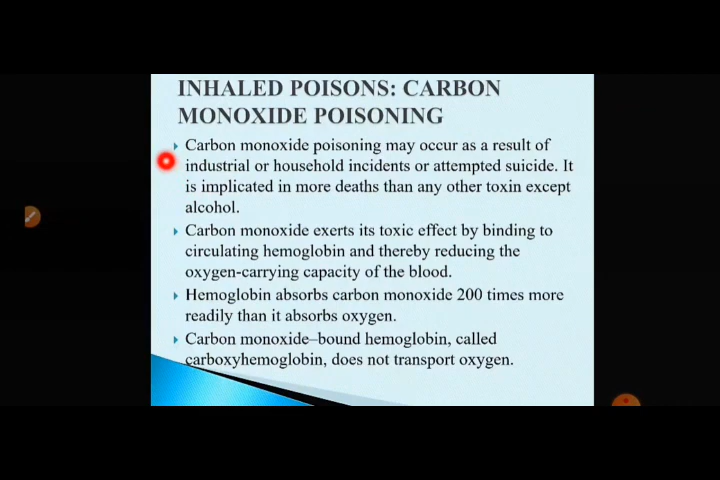 INHALED POISONS: CARBON
MONOXIDE POISONING
Carbon monoxide poisoning may occur as a result of
industrial or household incidents or attempted suicide. It
is implicated in more deaths than any other toxin except
alcohol.
Carbon monoxide exerts its toxic effect by binding to
circulating hemoglobin and thereby reducing the
oxygen-carrying capacity of the blood.
Hemoglobin absorbs carbon monoxide 200 times more
readily than it absorbs oxygen.
Carbon monoxide–bound hemoglobin, called
carboxyhemoglobin, does not transport oxygen.